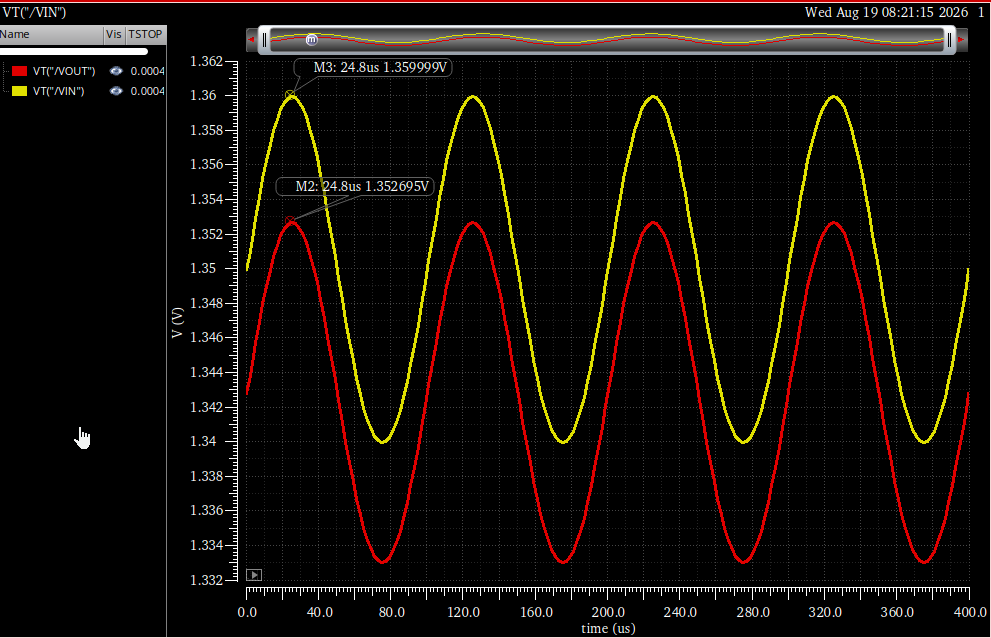 VT("/VIN") Wed Aug 19 08:21:15 2026 1
Name Vis TSTOP
VT("/VOUT") 0.0004
VT("/VIN") 0.0004
m
M3: 24.8us 1.359999V
M2: 24.8us 1.352695V
V (V)
1.362
1.36
1.358
1.356
1.354
1.352
1.35
1.348
1.346
1.344
1.342
1.34
1.338
1.336
1.334
1.332
0.0 40.0 80.0 120.0 160.0 200.0 240.0 280.0 320.0 360.0 400.0
time (us)